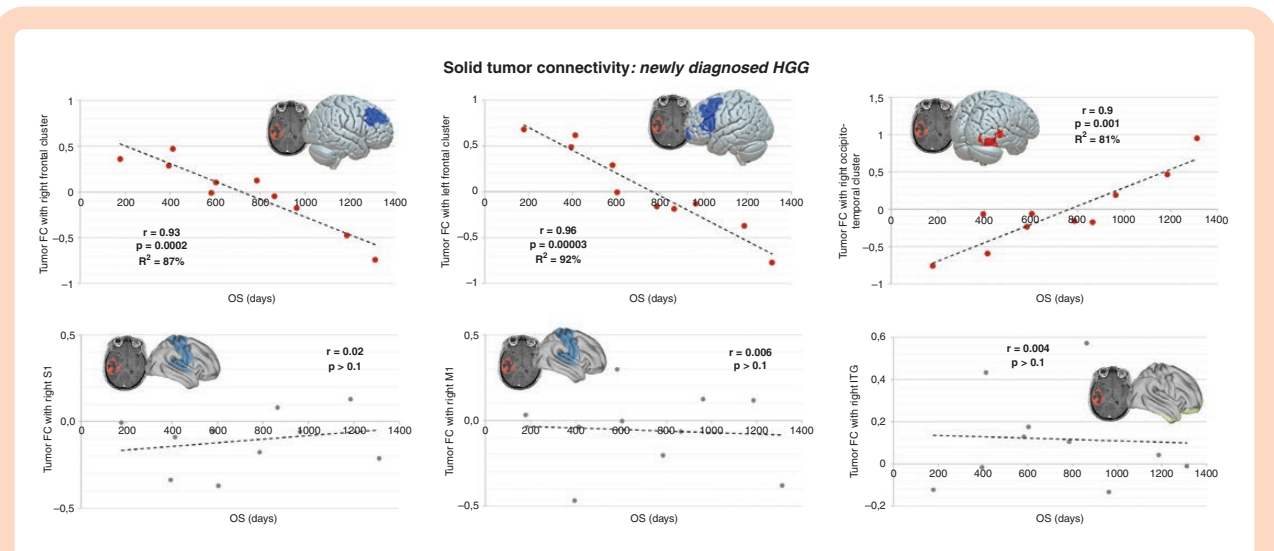 Solid tumor connectivity: newly diagnosed HGG
Tumor FC with right frontal cluster
1
0,5
0
−0,5
−1
0 200 400 600 800 1000 1200 1400
r = 0.93
p = 0.0002
R² = 87%
OS (days)
Tumor FC with left frontal cluster
1
0,5
0
−0,5
−1
0 200 400 600 800 1000 1200 1400
r = 0.96
p = 0.00003
R² = 92%
OS (days)
Tumor FC with right occipito-
temporal cluster
1,5
1
0,5
0
−0,5
−1
0 200 400 600 800 1000 1200 1400
r = 0.9
p = 0.001
R² = 81%
OS (days)
Tumor FC with right S1
0,5
0,0
−0,5
0 200 400 600 800 1000 1200 1400
r = 0.02
p > 0.1
OS (days)
Tumor FC with right M1
0,5
0,0
−0,5
0 200 400 600 800 1000 1200 1400
r = 0.006
p > 0.1
OS (days)
Tumor FC with right ITG
0,6
0,4
0,2
0
−0,2
0 200 400 600 800 1000 1200 1400
r = 0.004
p > 0.1
OS (days)